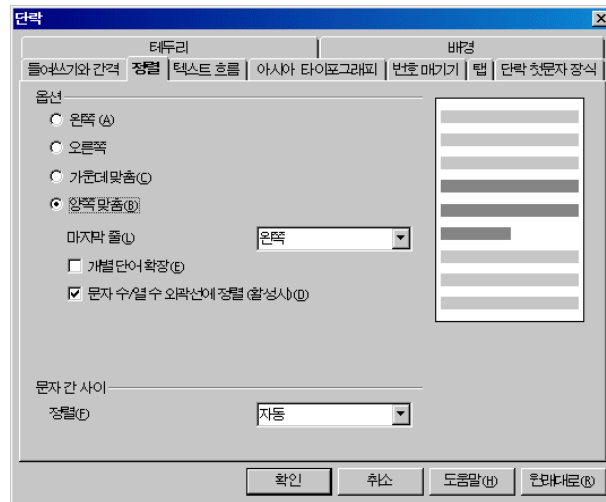 단락
테두리 배경
들여쓰기와 간격 정렬 텍스트 흐름 아시아 타이포그래피 번호 매기기 탭 단락 첫문자 장식
옵션
왼쪽 (A)
오른쪽
가운데 맞춤(C)
양쪽 맞춤(B)
마지막 줄(L) 왼쪽
개별 단어 확장(E)
문자 수/열 수 외곽선에 정렬 (활성시)(D)
문자 간 사이
정렬(F) 자동
확인 취소 도움말(H) 원래대로(R)